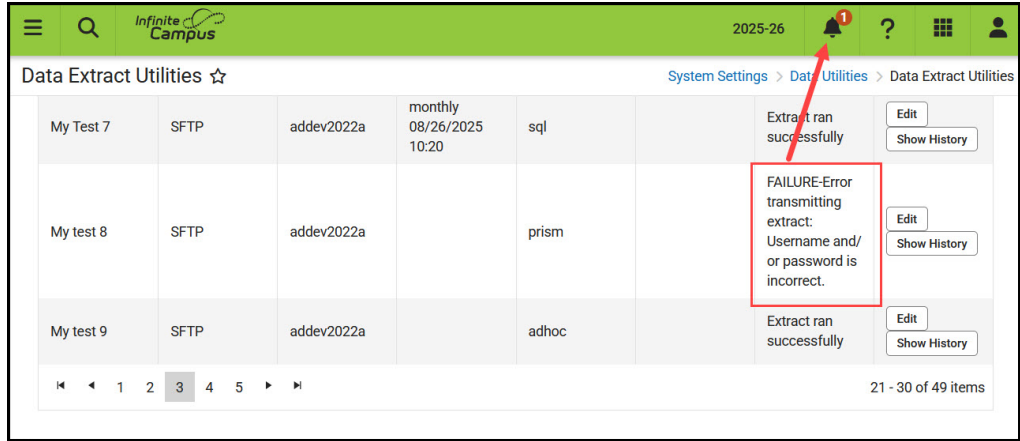 Infinite
Campus
2025-26
1
?
Data Extract Utilities
System Settings > Data Utilities > Data Extract Utilities
My Test 7
SFTP
addev2022a
monthly
08/26/2025
10:20
sql
Extract ran
successfully
Edit
Show History
My test 8
SFTP
addev2022a
prism
FAILURE-Error
transmitting
extract:
Username and/
or password is
incorrect.
Edit
Show History
My test 9
SFTP
addev2022a
adhoc
Extract ran
successfully
Edit
Show History
1 2 3 4 5
21 - 30 of 49 items